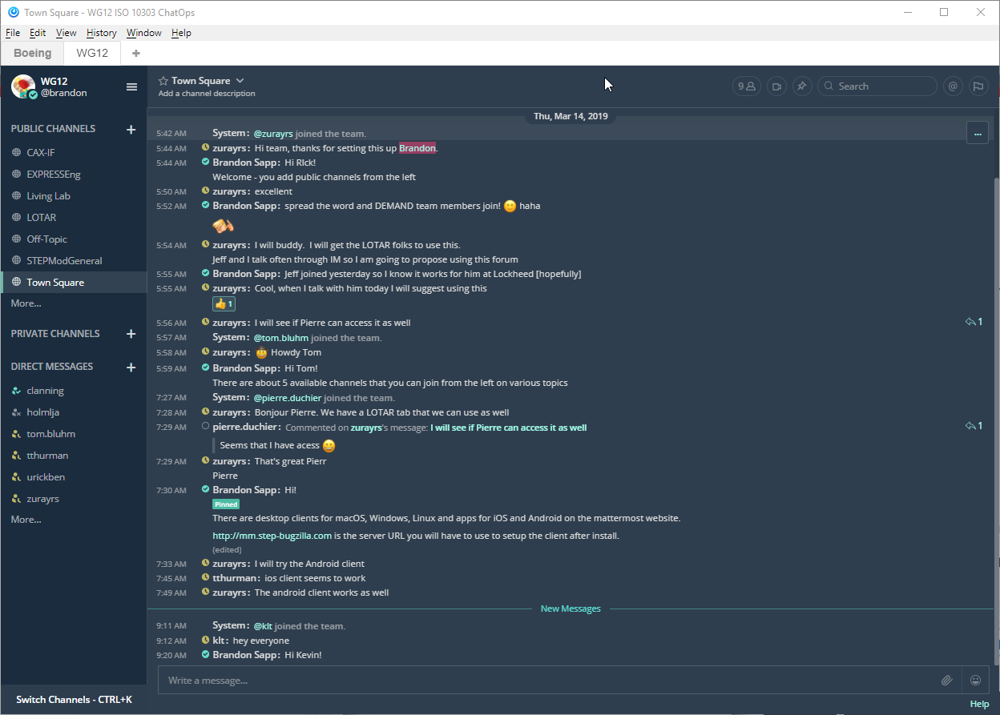 Town Square - WG12 ISO 10303 ChatOps
File Edit View History Window Help
Boeing WG12 +
WG12
@brandon
PUBLIC CHANNELS +
CAX-IF
EXPRESSEng
Living Lab
LOTAR
Off-Topic
STEPModGeneral
Town Square
More...
PRIVATE CHANNELS +
DIRECT MESSAGES +
clanning
holmlja
tom.bluhm
tthurman
urickben
zurayrs
More...
Switch Channels - CTRL+K
Town Square
Add a channel description
9 Search @
Thu, Mar 14, 2019
5:42 AM System: @zurayrs joined the team. ...
5:44 AM zurayrs: Hi team, thanks for setting this up Brandon.
5:44 AM Brandon Sapp: Hi RIck!
Welcome - you add public channels from the left
5:50 AM zurayrs: excellent
5:52 AM Brandon Sapp: spread the word and DEMAND team members join! 🙂 haha
5:54 AM zurayrs: I will buddy. I will get the LOTAR folks to use this.
Jeff and I talk often through IM so I am going to propose using this forum
5:55 AM Brandon Sapp: Jeff joined yesterday so I know it works for him at Lockheed [hopefully]
5:55 AM zurayrs: Cool, when I talk with him today I will suggest using this
👍 1
5:56 AM zurayrs: I will see if Pierre can access it as well 1
5:57 AM System: @tom.bluhm joined the team.
5:58 AM zurayrs: 🤠 Howdy Tom
5:59 AM Brandon Sapp: Hi Tom!
There are about 5 available channels that you can join from the left on various topics
7:27 AM System: @pierre.duchier joined the team.
7:28 AM zurayrs: Bonjour Pierre. We have a LOTAR tab that we can use as well
7:29 AM pierre.duchier: Commented on zurayrs's message: I will see if Pierre can access it as well 1
Seems that I have acess 😄
7:29 AM zurayrs: That's great Pierr
Pierre
7:30 AM Brandon Sapp: Hi!
Pinned
There are desktop clients for macOS, Windows, Linux and apps for iOS and Android on the mattermost website.
http://mm.step-bugzilla.com is the server URL you will have to use to setup the client after install.
(edited)
7:33 AM zurayrs: I will try the Android client
7:45 AM tthurman: ios client seems to work
7:49 AM zurayrs: The android client works as well
New Messages
9:11 AM System: @klt joined the team.
9:12 AM klt: hey everyone
9:20 AM Brandon Sapp: Hi Kevin!
Write a message...
Help